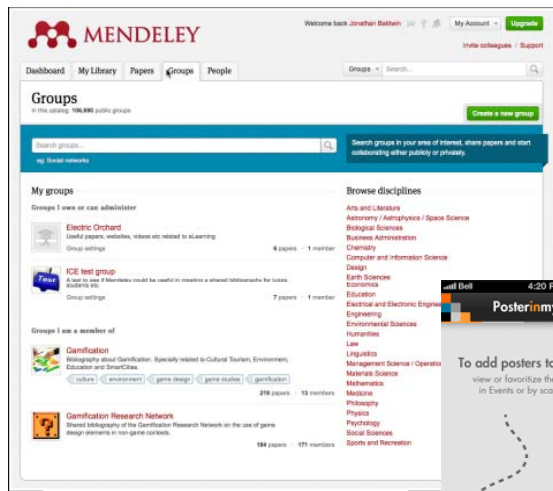 MENDELEY
Welcome back Jonathan Baldwin
My Account
Upgrade
Invite colleagues / Support
Dashboard
My Library
Papers
Groups
People
Groups
Search...
Groups
In this catalog: 106,690 public groups
Create a new group
Search groups...
eg: Social networks
Search groups in your area of interest, share papers and start
collaborating either publicly or privately.
My groups
Groups I own or can administer
Electric Orchard
Useful papers, websites, videos etc related to eLearning
Group settings
6 papers · 1 member
ICE test group
A test to see if Mendeley could be useful in creating a shared bibliography for tutors,
students etc
Group settings
7 papers · 1 member
Groups I am a member of
Gamification
Bibliography about Gamification. Specially related to Cultural Tourism, Environment,
Education and SmartCities.
culture
environment
game design
game studies
gamification
218 papers · 13 members
Gamification Research Network
Shared bibliography of the Gamification Research Network on the use of game
design elements in non-game contexts.
184 papers · 171 members
Browse disciplines
Arts and Literature
Astronomy / Astrophysics / Space Science
Biological Sciences
Business Administration
Chemistry
Computer and Information Science
Design
Earth Sciences
Economics
Education
Electrical and Electronic Engineer
Engineering
Environmental Sciences
Humanities
Law
Linguistics
Management Science / Operation
Materials Science
Mathematics
Medicine
Philosophy
Physics
Psychology
Social Sciences
Sports and Recreation
Bell
4:20 P
Posterinmy
To add posters to
view or favoritize the
in Events or by sca